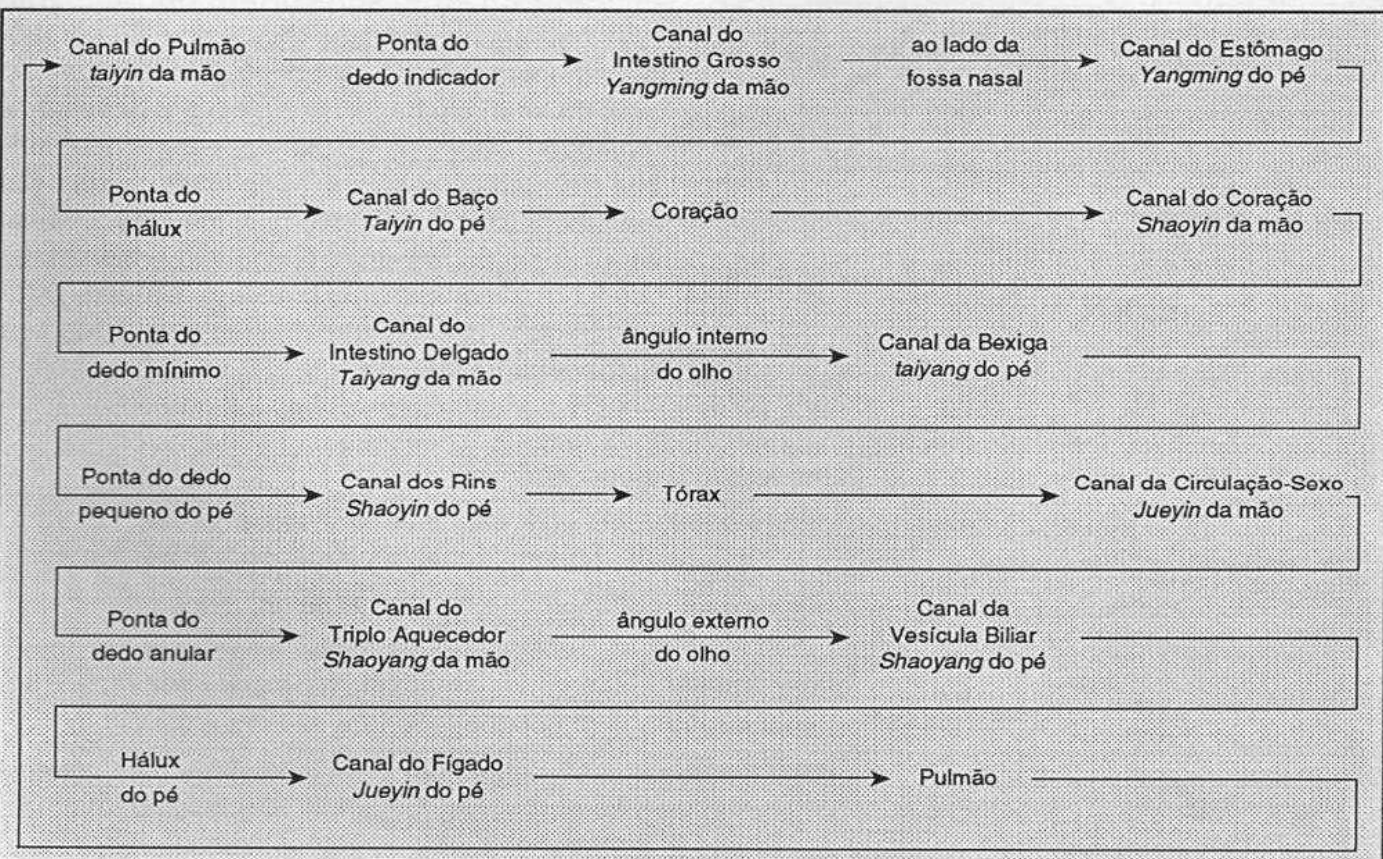 Canal do Pulmão
taiyin da mão
Ponta do
dedo indicador
Canal do
Intestino Grosso
Yangming da mão
ao lado da
fossa nasal
Canal do Estômago
Yangming do pé
Ponta do
hálux
Canal do Baço
Taiyin do pé
Coração
Canal do Coração
Shaoyin da mão
Ponta do
dedo mínimo
Canal do
Intestino Delgado
Taiyang da mão
ângulo interno
do olho
Canal da Bexiga
taiyang do pé
Ponta do dedo
pequeno do pé
Canal dos Rins
Shaoyin do pé
Tórax
Canal da Circulação-Sexo
Jueyin da mão
Ponta do
dedo anular
Canal do
Triplo Aquecedor
Shaoyang da mão
ângulo externo
do olho
Canal da
Vesícula Biliar
Shaoyang do pé
Hálux
do pé
Canal do Fígado
Jueyin do pé
Pulmão